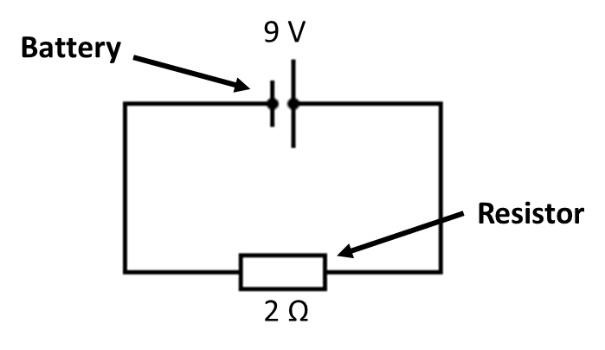 9 V
Battery
Resistor
2 Ω